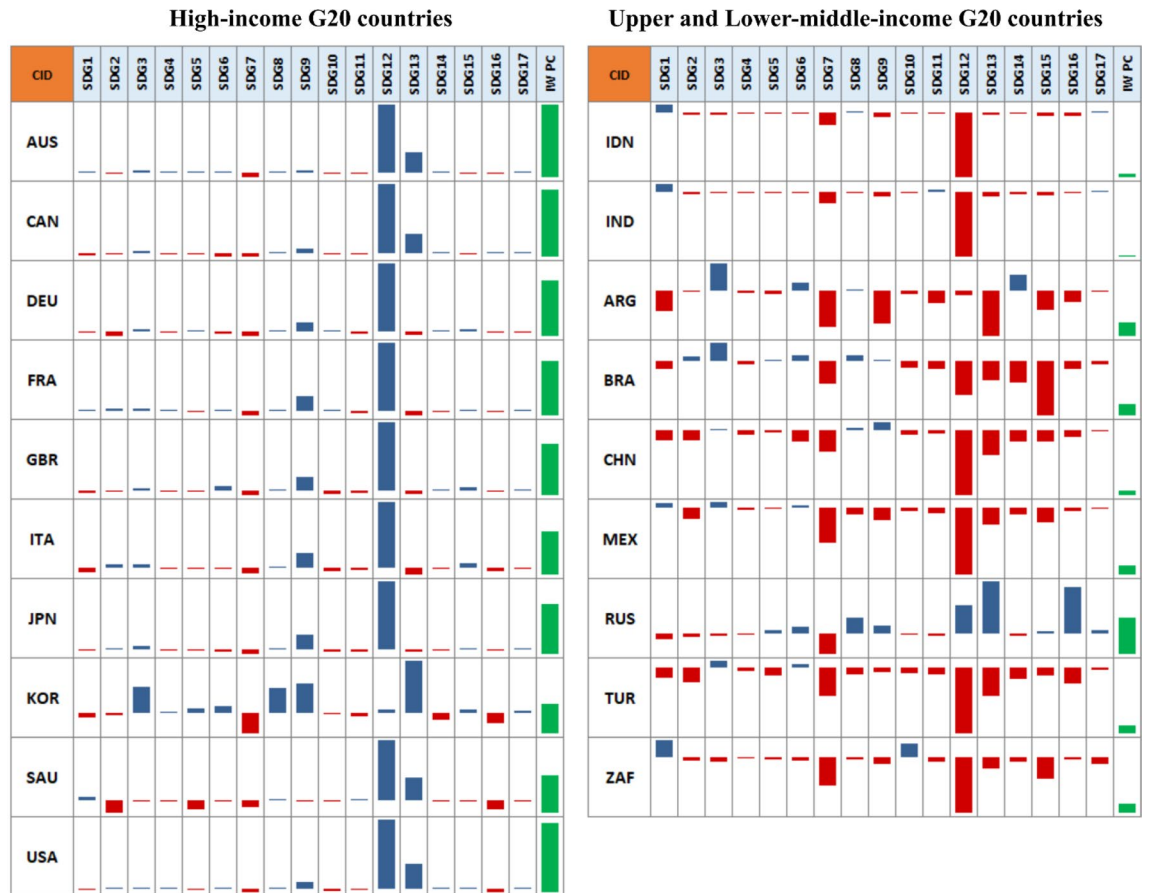 High-income G20 countries
Upper and Lower-middle-income G20 countries
CID SDG1 SDG2 SDG3 SDG4 SDG5 SDG6 SDG7 SDG8 SDG9 SDG10 SDG11 SDG12 SDG13 SDG14 SDG15 SDG16 SDG17 IW PC
AUS
CAN
DEU
FRA
GBR
ITA
JPN
KOR
SAU
USA
CID SDG1 SDG2 SDG3 SDG4 SDG5 SDG6 SDG7 SDG8 SDG9 SDG10 SDG11 SDG12 SDG13 SDG14 SDG15 SDG16 SDG17 IW PC
IDN
IND
ARG
BRA
CHN
MEX
RUS
TUR
ZAF